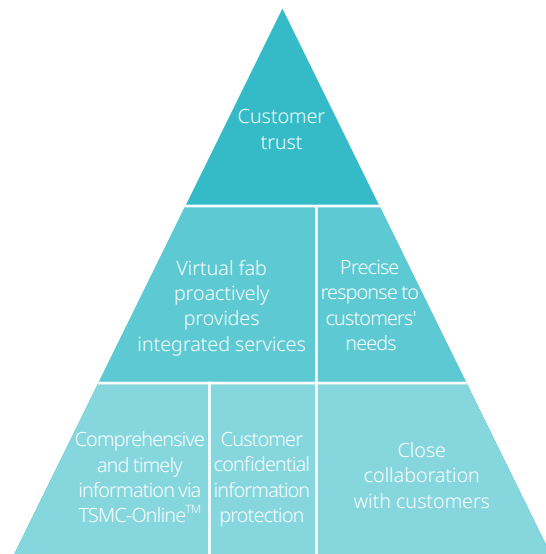 Customer
trust
Virtual fab
proactively
provides
integrated services
Precise
response to
customers'
needs
Comprehensive
and timely
information via
TSMC-Online™
Customer
confidential
information
protection
Close
collaboration
with customers